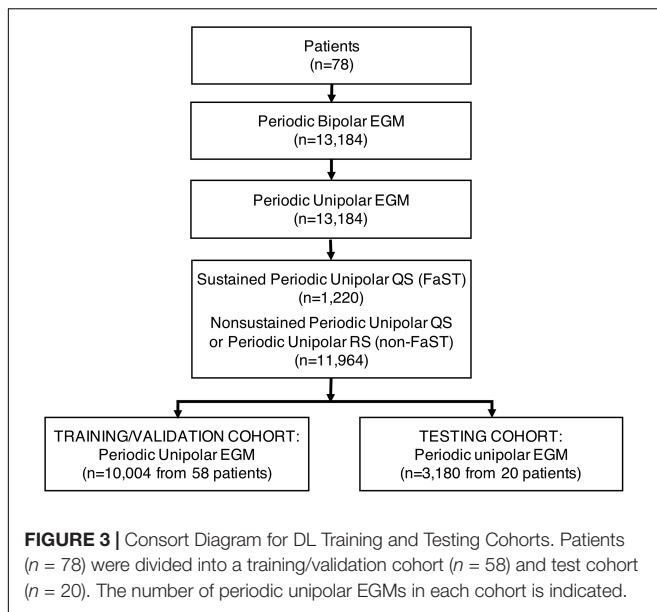 Patients
(n=78)
Periodic Bipolar EGM
(n=13,184)
Periodic Unipolar EGM
(n=13,184)
Sustained Periodic Unipolar QS (FaST)
(n=1,220)
Nonsustained Periodic Unipolar QS
or Periodic Unipolar RS (non-FaST)
(n=11,964)
TRAINING/VALIDATION COHORT:
Periodic Unipolar EGM
(n=10,004 from 58 patients)
TESTING COHORT:
Periodic unipolar EGM
(n=3,180 from 20 patients)
FIGURE 3 | Consort Diagram for DL Training and Testing Cohorts. Patients
(n = 78) were divided into a training/validation cohort (n = 58) and test cohort
(n = 20). The number of periodic unipolar EGMs in each cohort is indicated.